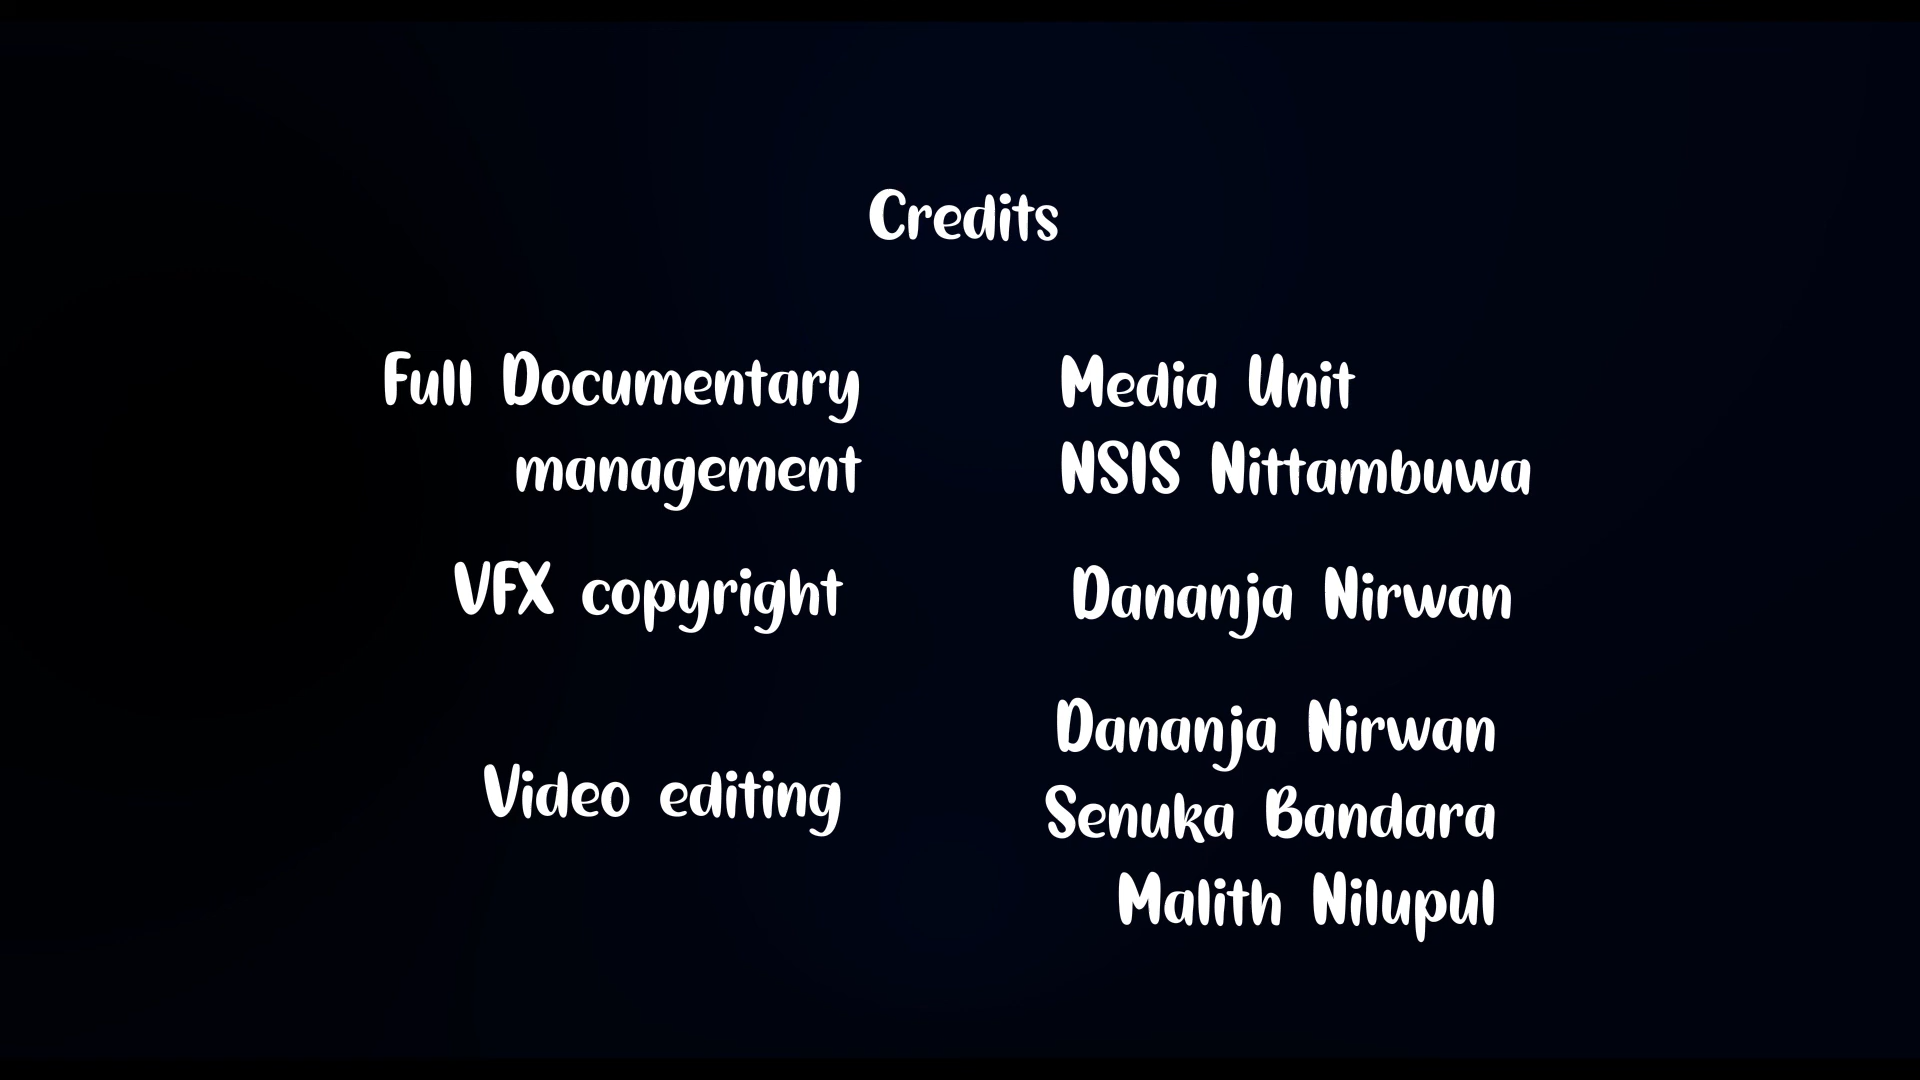 Credits
Full Documentary
management
Media Unit
NSIS Nittambuwa
VFX copyright
Dananja Nirwan
Video editing
Dananja Nirwan
Senuka Bandara
Malith Nilupul